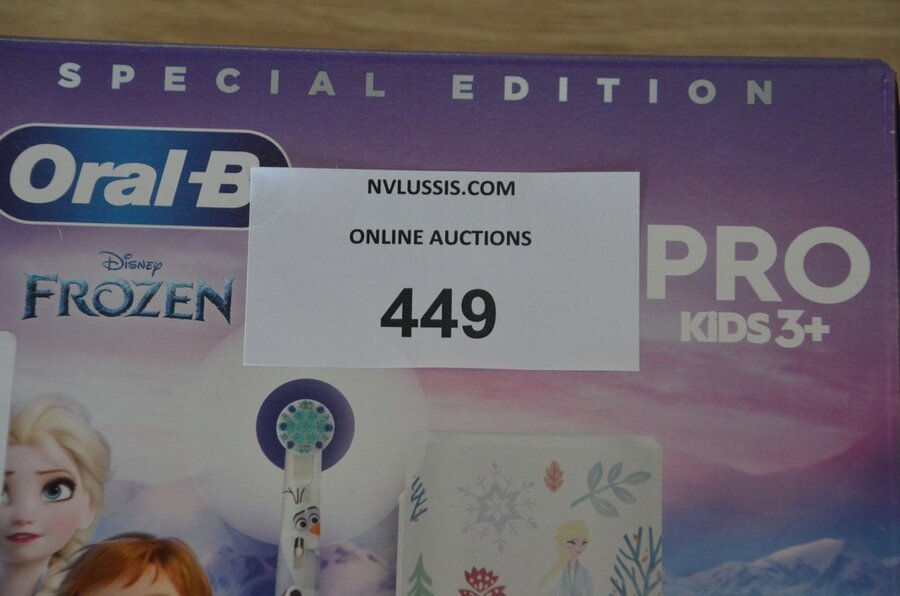 SPECIAL EDITION
Oral-B
NVLUSSIS.COM
ONLINE AUCTIONS
449
Disney
FROZEN
PRO
KiDS 3+